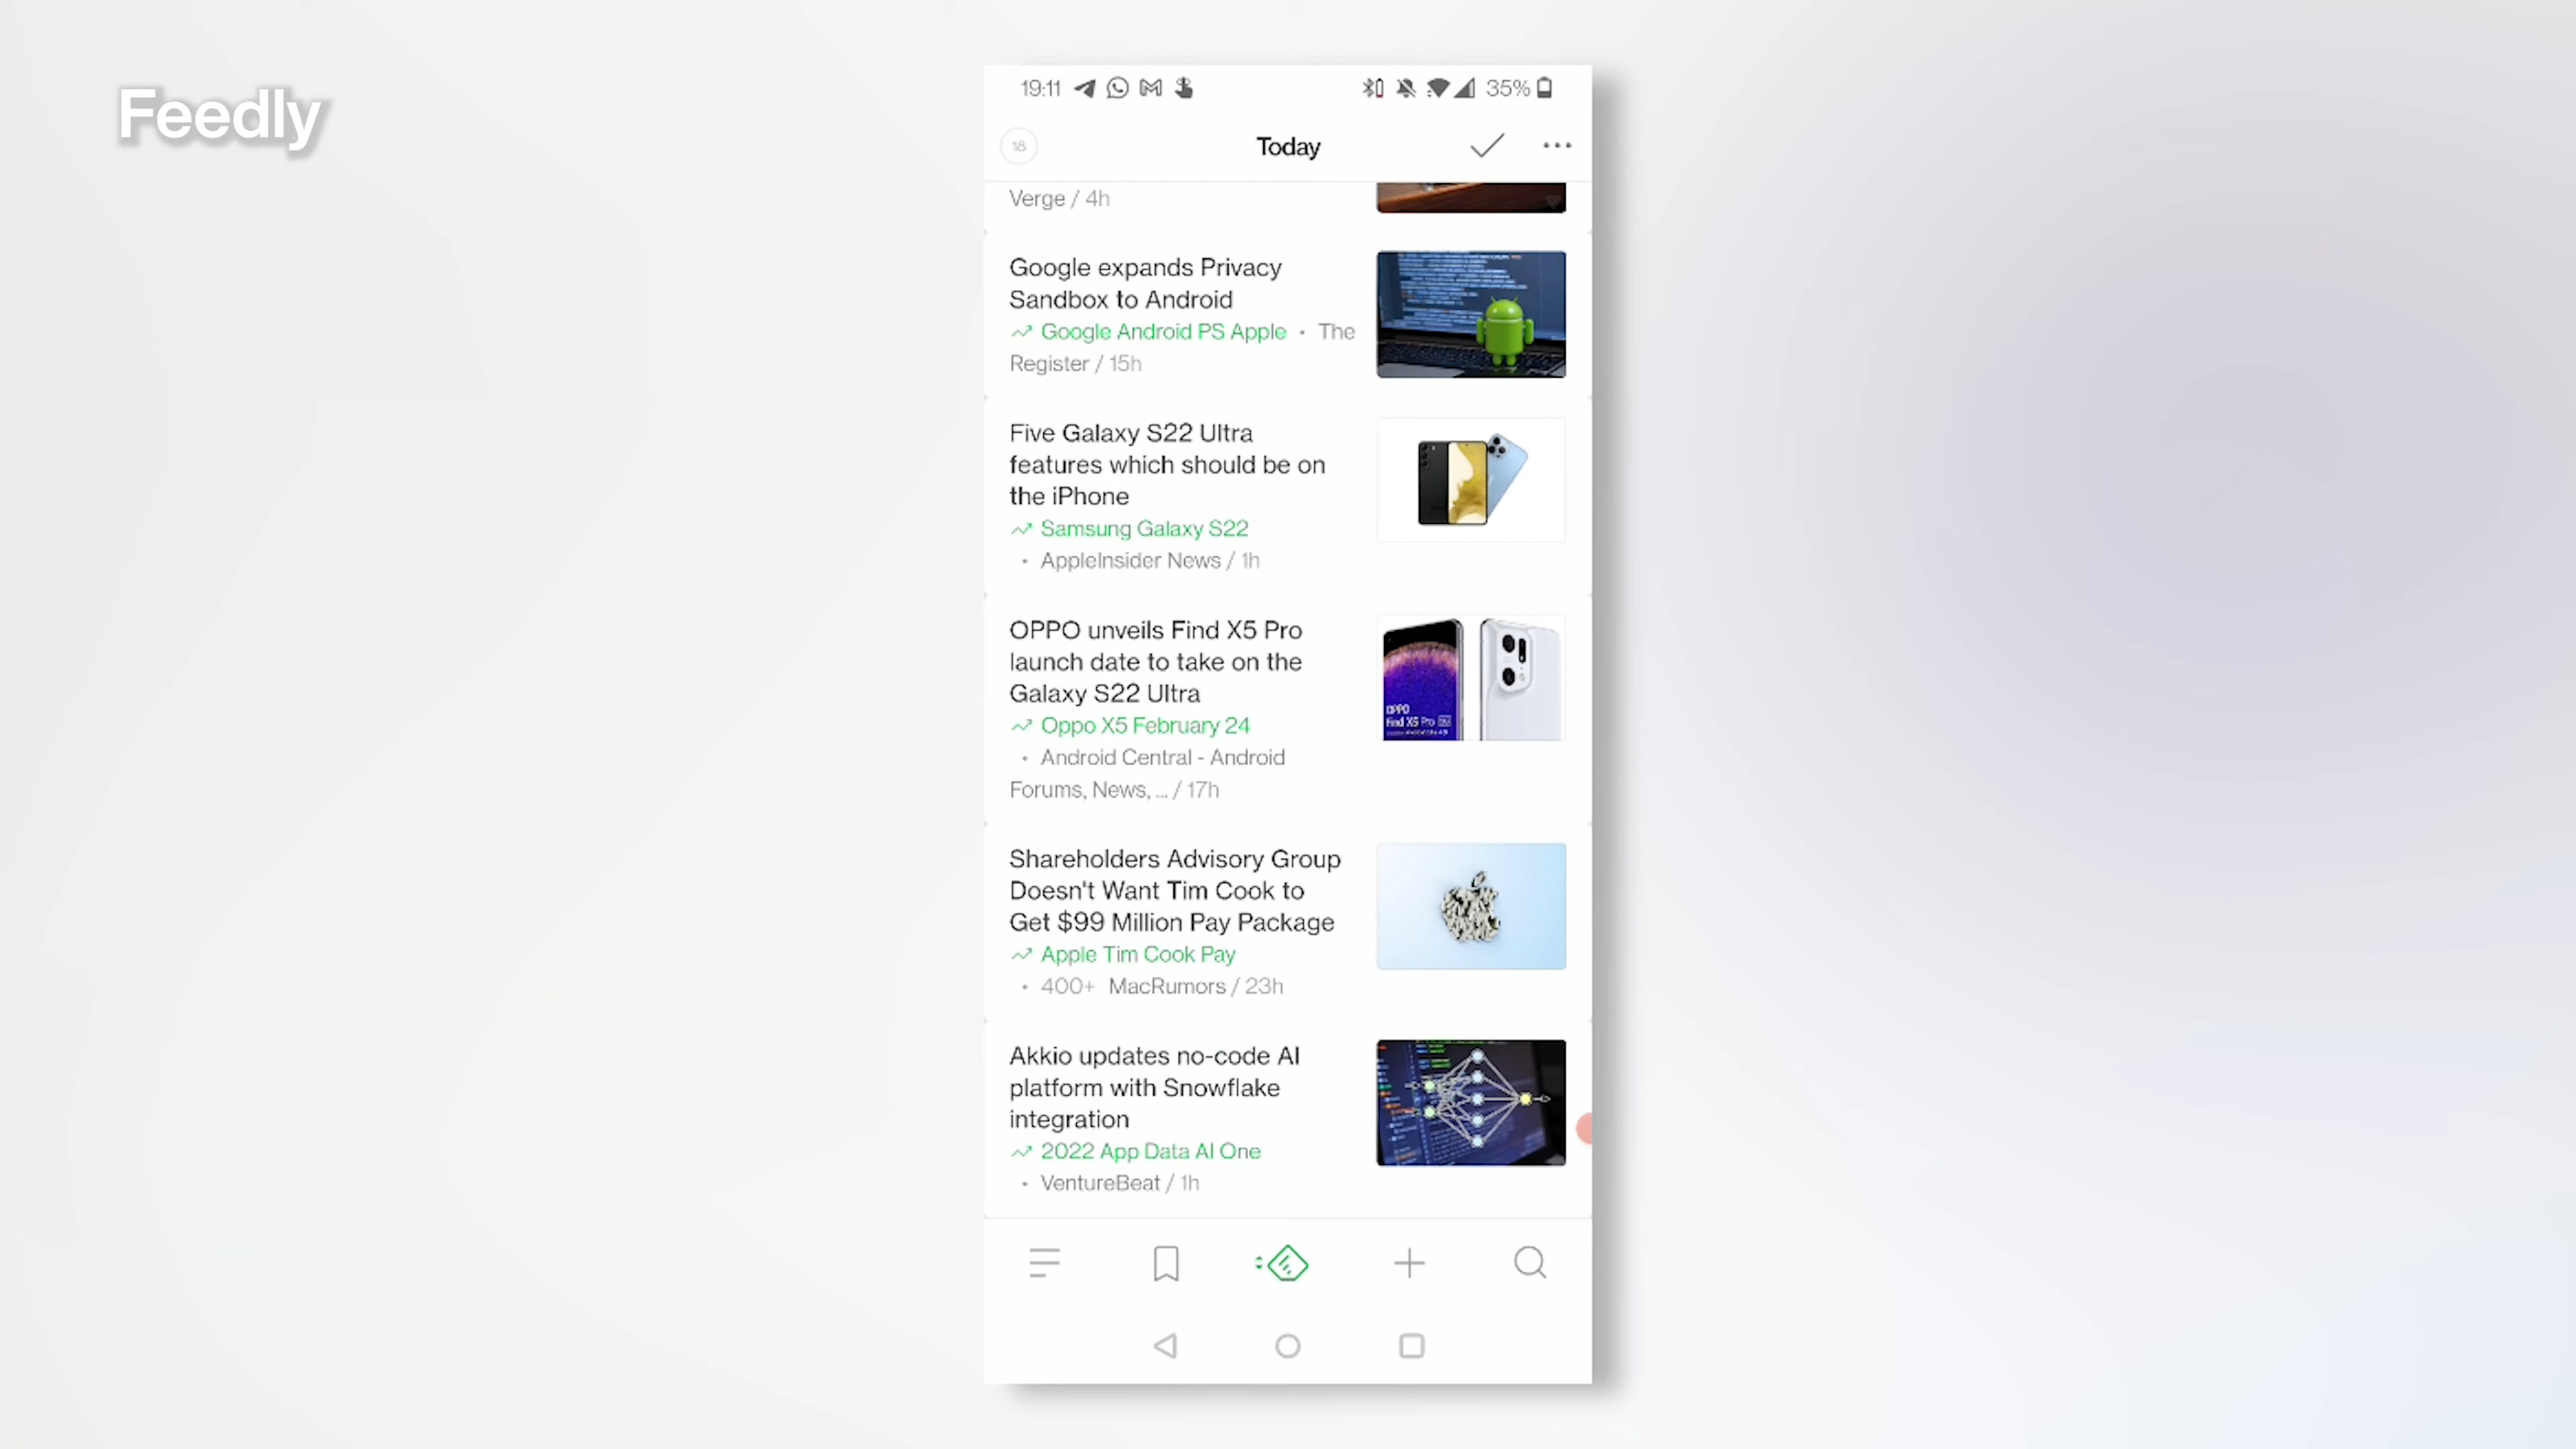 Feedly
19:11
35%
18
Today
Verge / 4h
Google expands Privacy
Sandbox to Android
Google Android PS Apple • The
Register / 15h
Five Galaxy S22 Ultra
features which should be on
the iPhone
Samsung Galaxy S22
• AppleInsider News / 1h
OPPO unveils Find X5 Pro
launch date to take on the
Galaxy S22 Ultra
Oppo X5 February 24
• Android Central - Android
Forums, News, ... / 17h
OPPO
Find X5 Pro
Shareholders Advisory Group
Doesn't Want Tim Cook to
Get $99 Million Pay Package
Apple Tim Cook Pay
• 400+ MacRumors / 23h
Akkio updates no-code AI
platform with Snowflake
integration
2022 App Data AI One
• VentureBeat / 1h